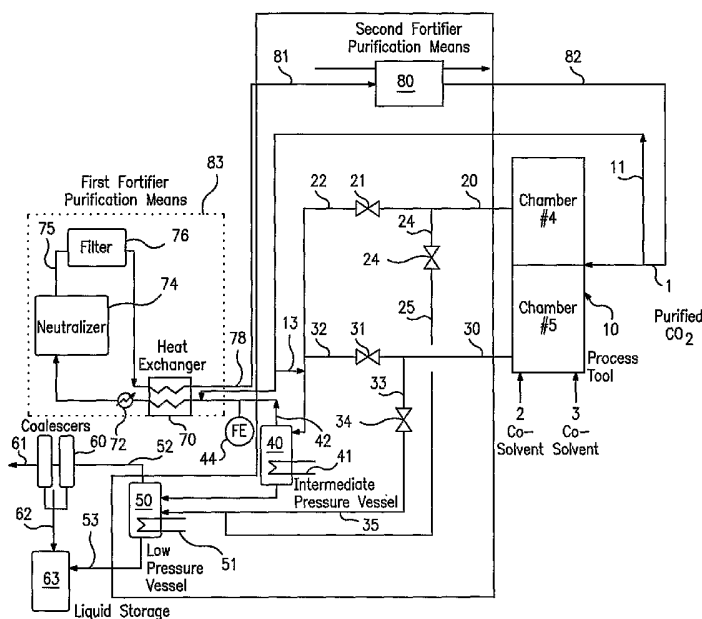 Second Fortifier
Purification Means
81
80
82
83
First Fortifier
Purification Means
11
22
21
20
Chamber
#4
24
24
75
Filter
76
74
Neutralizer
1
25
Chamber
#5
10
Purified
CO2
Heat
Exchanger
78
13
32
31
30
Process
Tool
33
34
2
Co-
Solvent
3
Co-
Solvent
72
70
FE
44
42
40
41
Coalescers
61
60
52
Intermediate
Pressure Vessel
50
35
62
53
51
Low
Pressure
Vessel
63
Liquid Storage